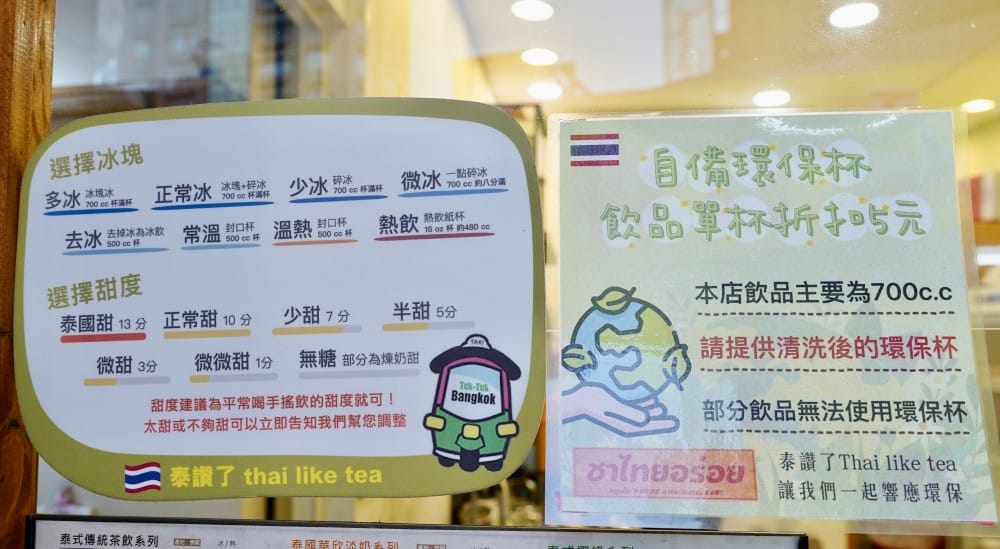 選擇冰塊
多冰 冰塊冰 700 cc 杯滿杯
正常冰 冰塊+碎冰 700 cc 杯滿杯
少冰 碎冰 700 cc 杯滿杯
微冰 一點碎冰 700 cc 約八分滿
去冰 去掉冰為冰飲 500 cc 杯
常溫 封口杯 500 cc 杯
溫熱 封口杯 500 cc 杯
熱飲 熱飲紙杯 16 oz 杯 約480 cc
選擇甜度
泰國甜 13 分
正常甜 10 分
少甜 7 分
半甜 5分
微甜 3分
微微甜 1分
無糖 部分為煉奶甜
甜度建議為平常喝手搖飲的甜度就可！
太甜或不夠甜可以立即告知我們幫您調整
TAXI
Tuk-Tuk
Bangkok
泰讚了 thai like tea
自備環保杯
飲品單杯折扣5元
本店飲品主要為700c.c
請提供清洗後的環保杯
部分飲品無法使用環保杯
ชาไทยอร่อย
泰讚了Thai like tea
讓我們一起響應環保
泰式傳統茶飲系列
冰/熱
泰國華欣淡奶系列